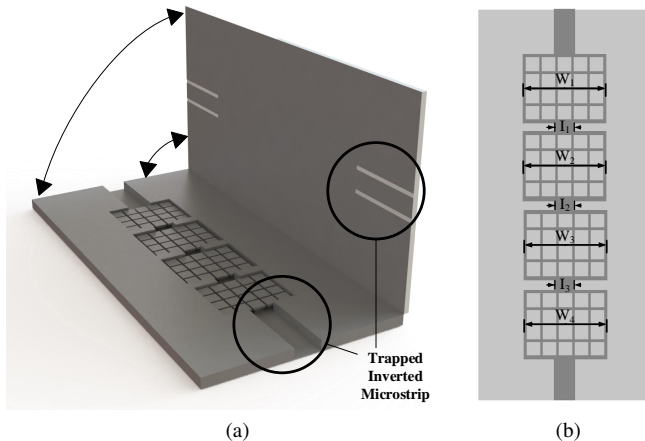 Trapped
Inverted
Microstrip
(a)
W₁
I₁
W₂
I₂
W₃
I₃
W₄
(b)